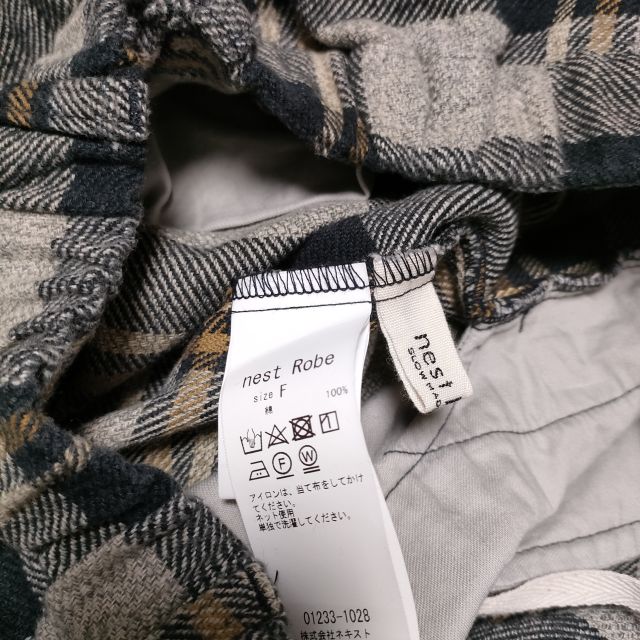 nest Robe
size F
綿 100%
F W
アイロンは、当て布をしてかけ
てください。
ネット使用
単独で洗濯してください。
01233-1028
株式会社ネキスト
nest